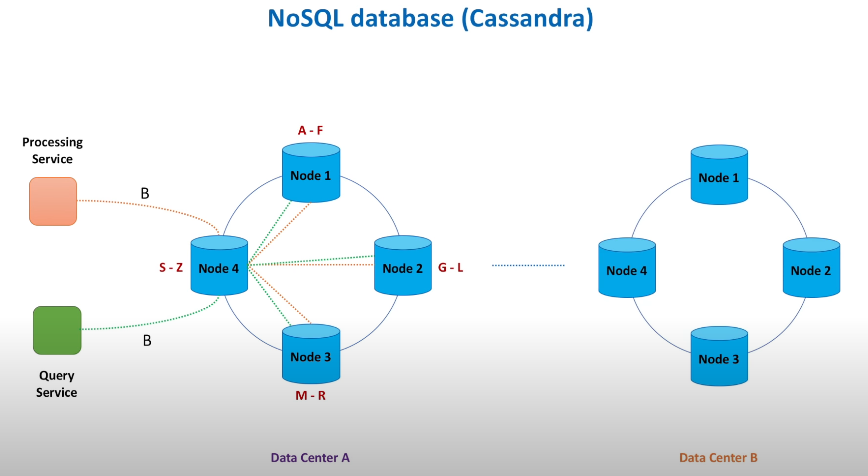 NoSQL database (Cassandra)
A - F
Processing
Service
Node 1
B
S - Z
Node 4
Node 2
G - L
B
Node 3
M - R
Query
Service
Data Center A
Node 1
Node 4
Node 2
Node 3
Data Center B